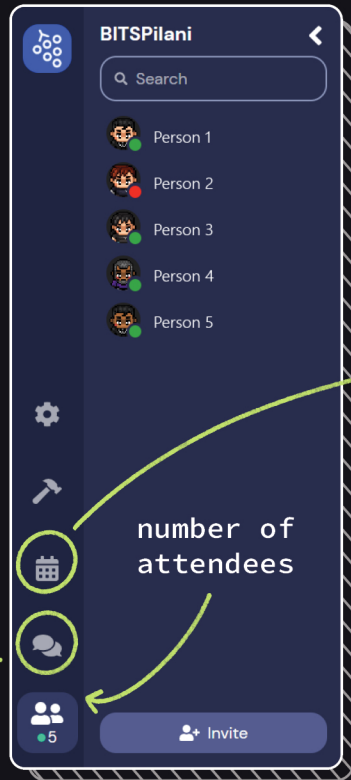 BITSPilani
Search
Person 1
Person 2
Person 3
Person 4
Person 5
number of
attendees
5
Invite